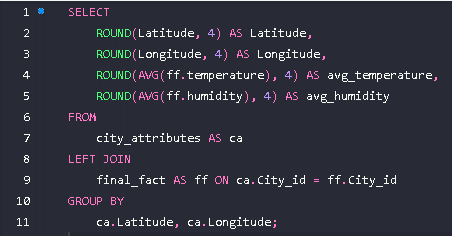 1 SELECT
2 ROUND(Latitude, 4) AS Latitude,
3 ROUND(Longitude, 4) AS Longitude,
4 ROUND(AVG(ff.temperature), 4) AS avg_temperature,
5 ROUND(AVG(ff.humidity), 4) AS avg_humidity
6 FROM
7 city_attributes AS ca
8 LEFT JOIN
9 final_fact AS ff ON ca.City_id = ff.City_id
10 GROUP BY
11 ca.Latitude, ca.Longitude;